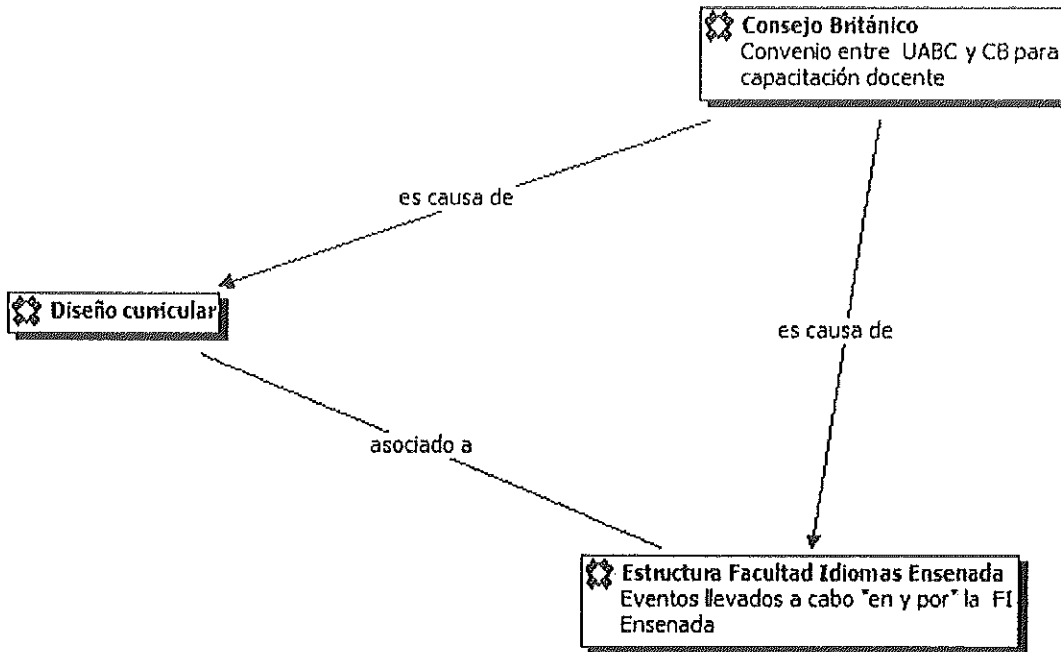 Consejo Británico
Convenio entre UABC y CB para
capacitación docente
es causa de
Diseño curricular
es causa de
asociado a
Estructura Facultad Idiomas Ensenada
Eventos llevados a cabo "en y por" la FI
Ensenada